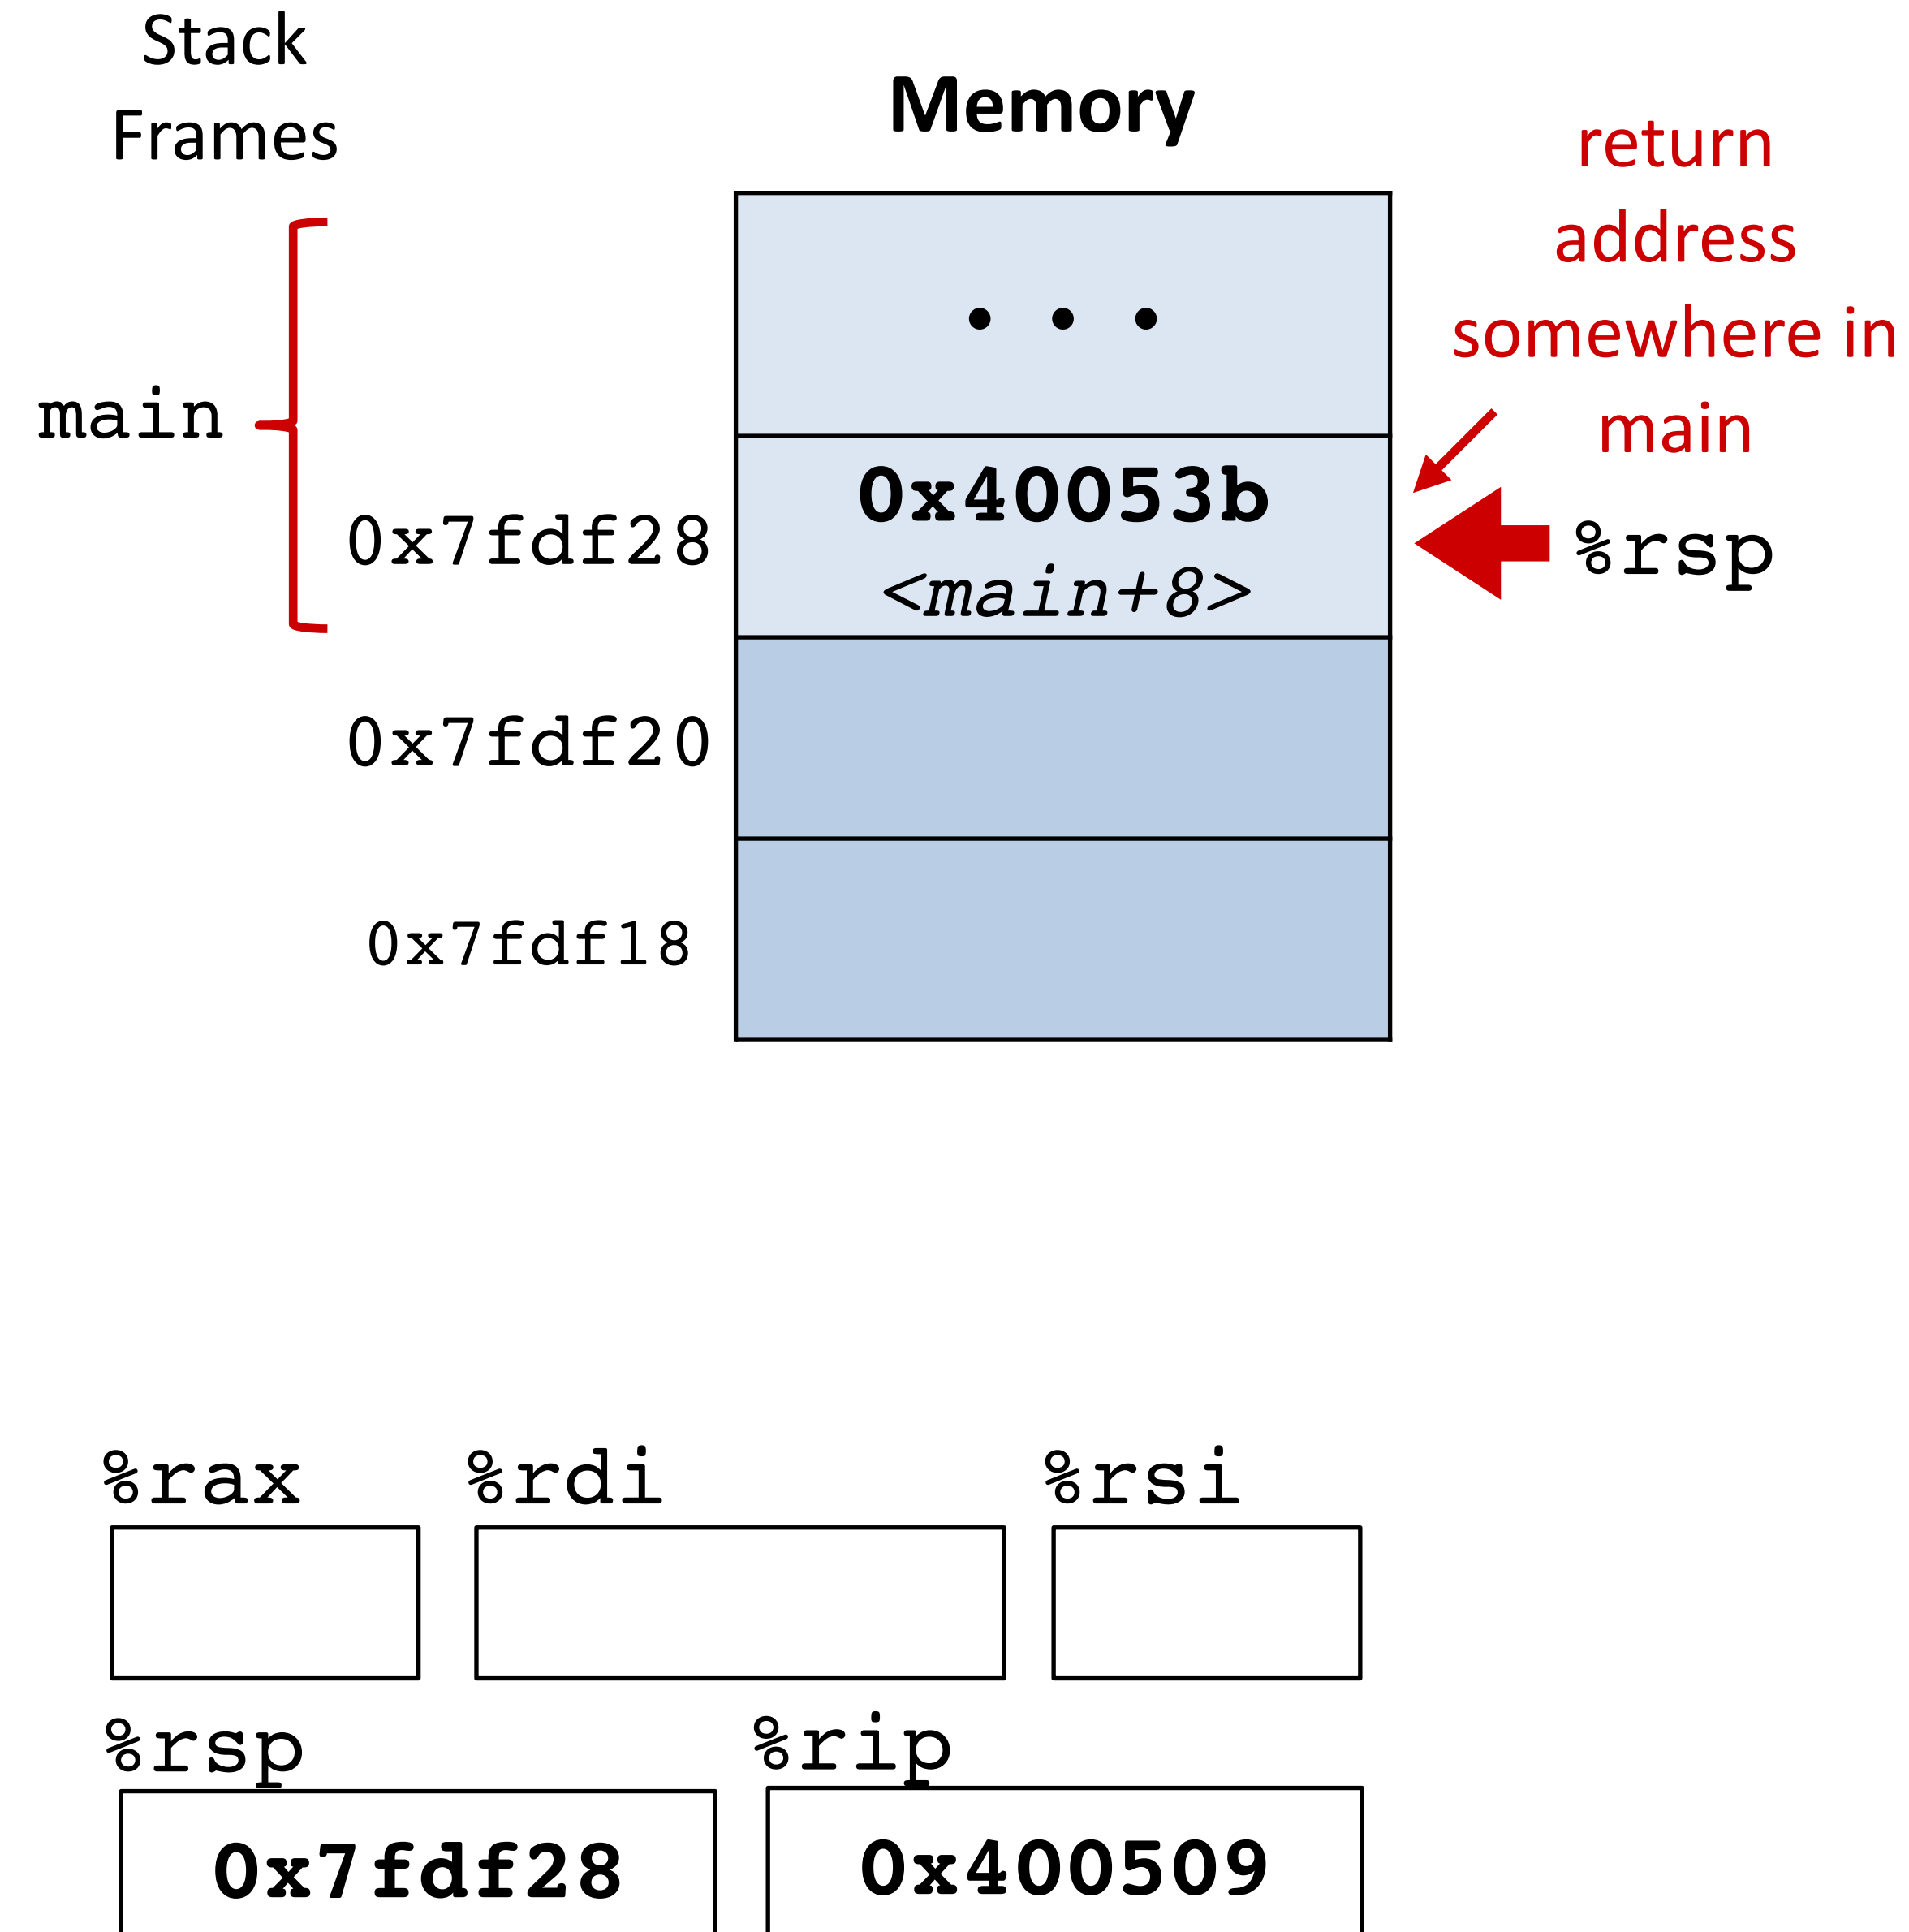 Stack
Frames
Memory
return
address
somewhere in
main
• • •
main
0x7fdf28
0x40053b
<main+8>
%rsp
0x7fdf20
0x7fdf18
%rax %rdi %rsi
%rsp %rip
0x7fdf28 0x400509